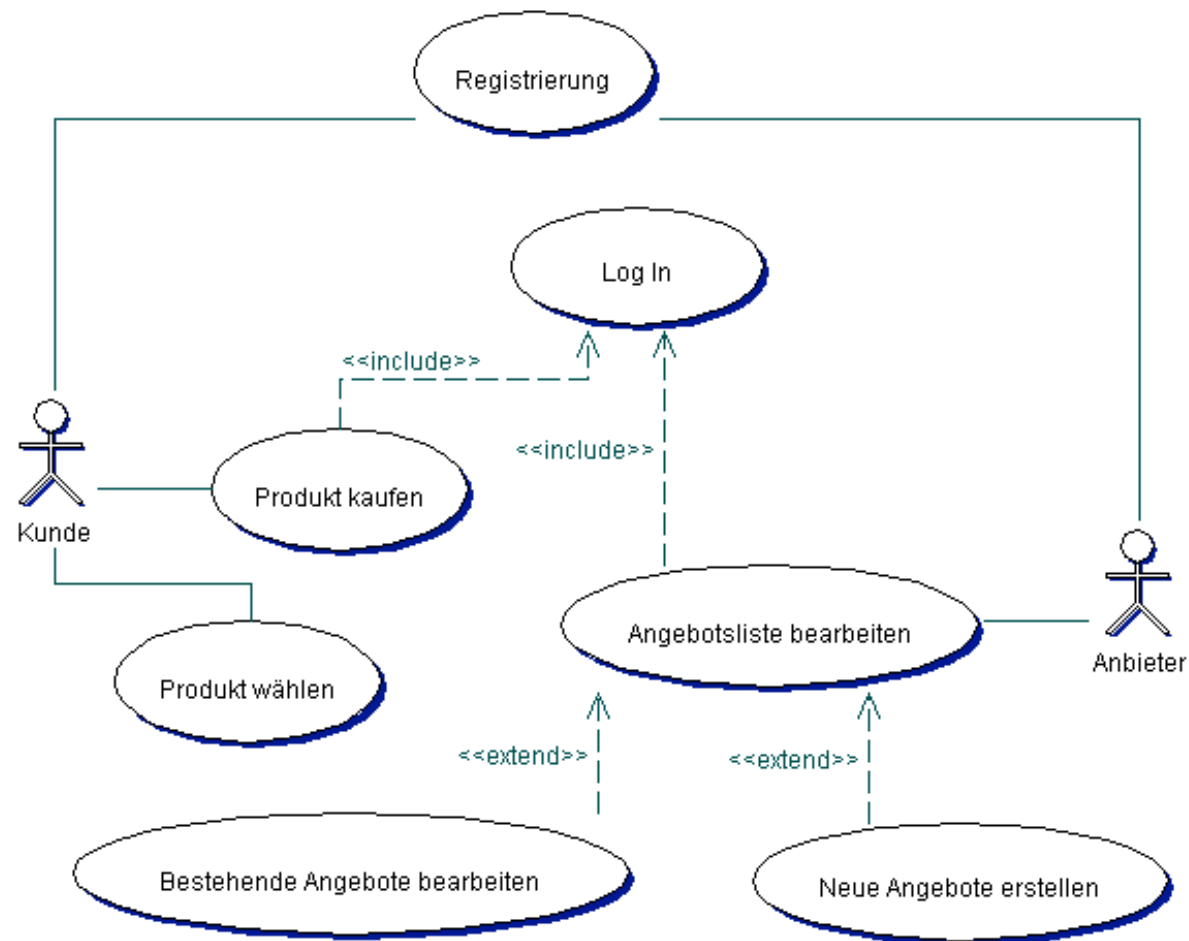 Registrierung
Log In
<<include>>
<<include>>
Produkt kaufen
Kunde
Angebotsliste bearbeiten
Anbieter
Produkt wählen
<<extend>>
<<extend>>
Bestehende Angebote bearbeiten
Neue Angebote erstellen